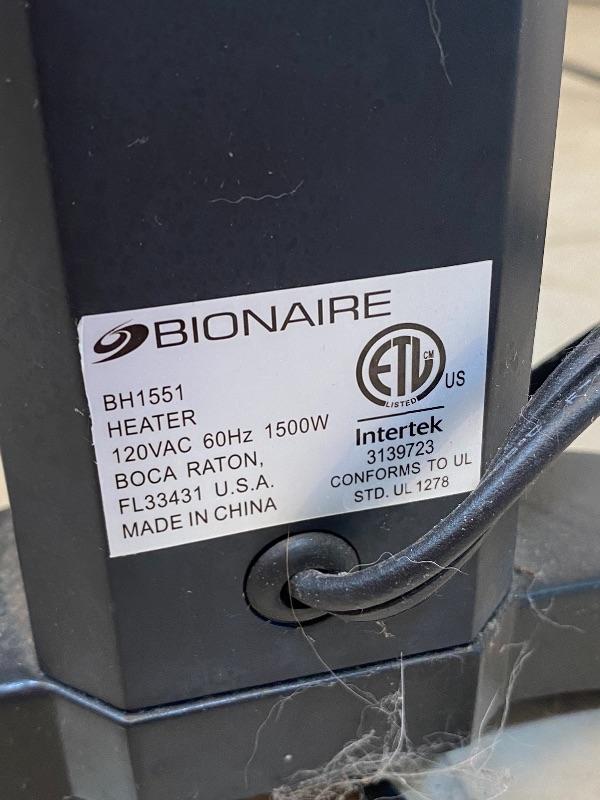 BIONAIRE
BH1551
HEATER
120VAC 60Hz 1500W
BOCA RATON,
FL33431 U.S.A.
MADE IN CHINA
ETL CM
LISTED
US
Intertek
3139723
CONFORMS TO UL
STD. UL 1278